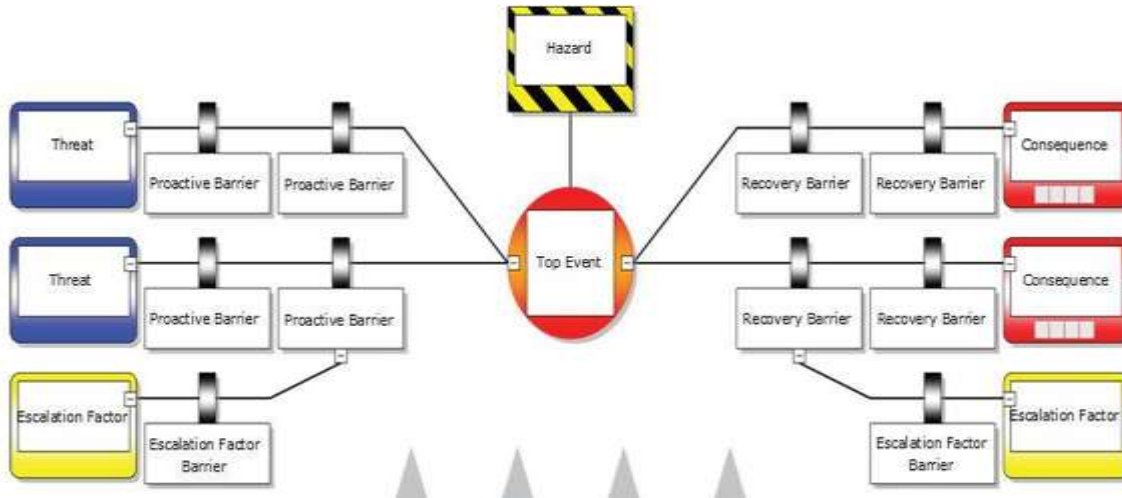 Hazard
Threat
Proactive Barrier
Proactive Barrier
Recovery Barrier
Recovery Barrier
Consequence
Top Event
Threat
Proactive Barrier
Proactive Barrier
Recovery Barrier
Recovery Barrier
Consequence
Escalation Factor
Escalation Factor
Barrier
Escalation Factor
Barrier
Escalation Factor